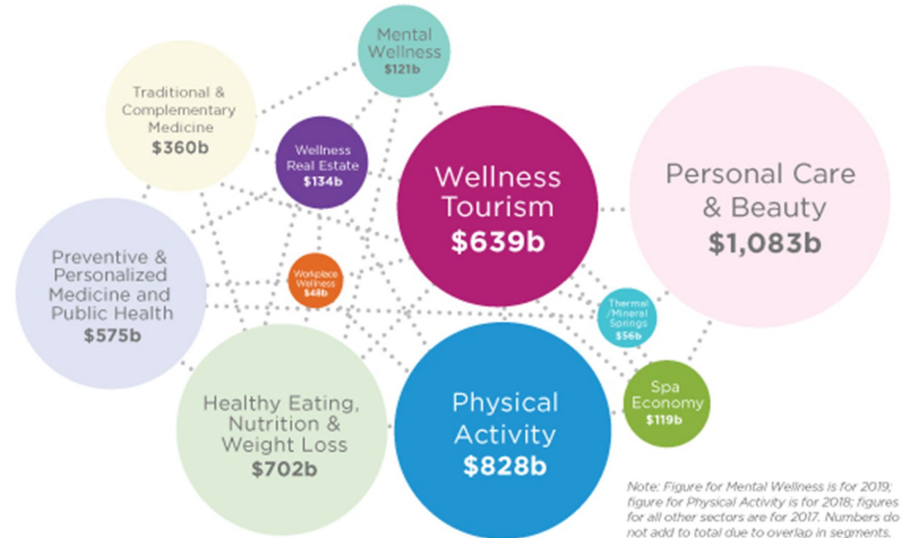 Mental
Wellness
$121b
Traditional &
Complementary
Medicine
$360b
Wellness
Real Estate
$134b
Wellness
Tourism
$639b
Personal Care
& Beauty
$1,083b
Preventive &
Personalized
Medicine and
Public Health
$575b
Workplace
Wellness
$48b
Thermal
/Mineral
Springs
$56b
Healthy Eating,
Nutrition &
Weight Loss
$702b
Physical
Activity
$828b
Spa
Economy
$119b
Note: Figure for Mental Wellness is for 2019;
figure for Physical Activity is for 2018; figures
for all other sectors are for 2017. Numbers do
not add to total due to overlap in segments.